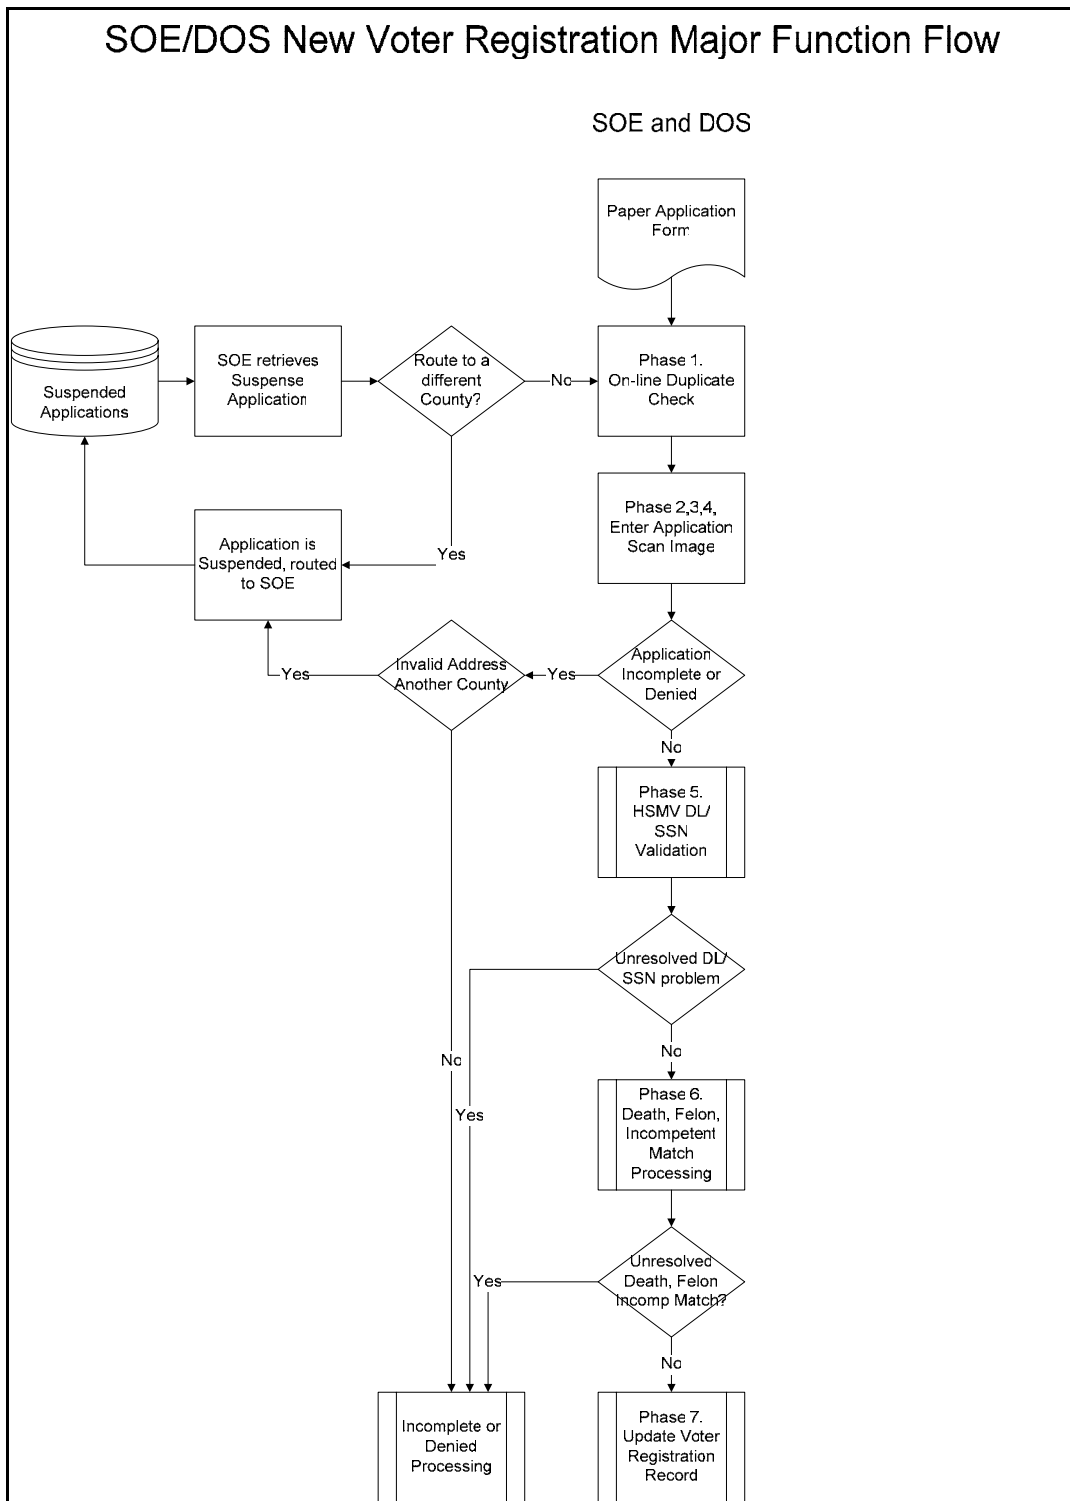 SOE/DOS New Voter Registration Major Function Flow
SOE and DOS
Paper Application
Form
Suspended
Applications
SOE retrieves
Suspense
Application
Route to a
different
County?
No
Phase 1.
On-line Duplicate
Check
Yes
Application is
Suspended, routed
to SOE
Phase 2,3,4,
Enter Application
Scan Image
Yes
Invalid Address
Another County
Yes
Application
Incomplete or
Denied
No
Phase 5.
HSMV DL/
SSN
Validation
Unresolved DL/
SSN problem
No
Yes
No
Phase 6.
Death, Felon,
Incompetent
Match
Processing
Yes
Unresolved
Death, Felon
Incomp Match?
No
Incomplete or
Denied
Processing
Phase 7.
Update Voter
Registration
Record